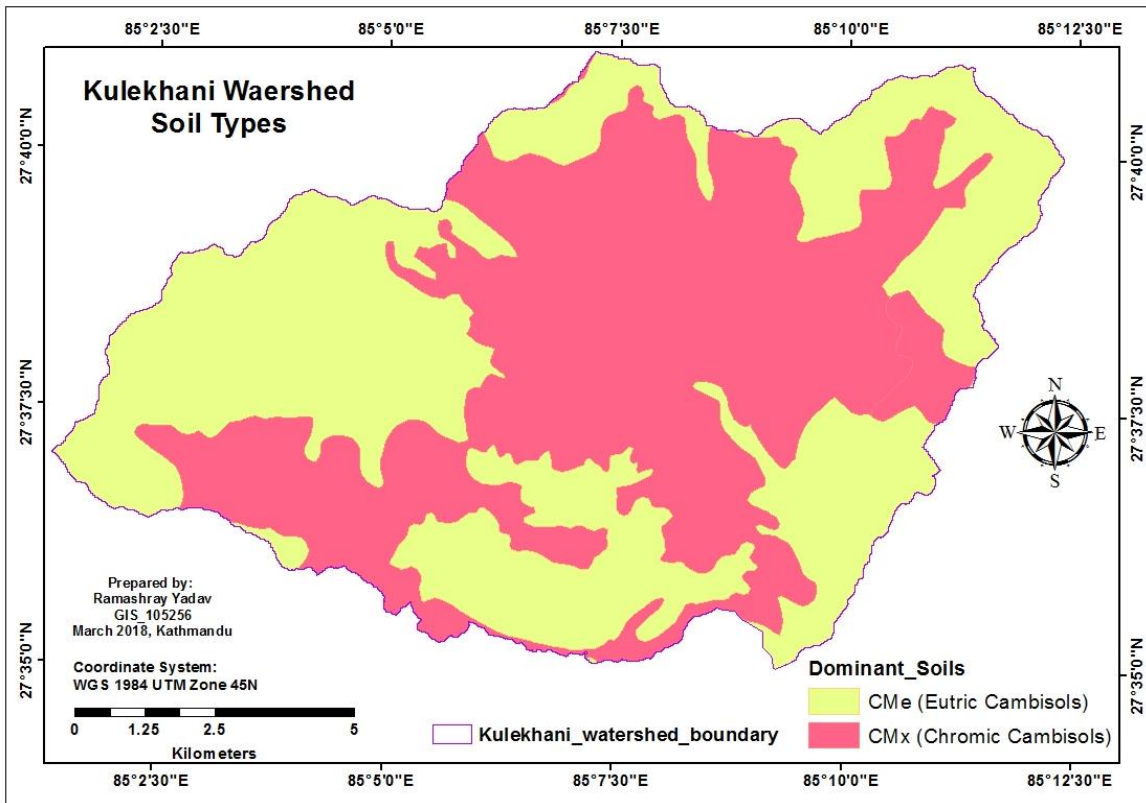 85°2'30"E 85°5'0"E 85°7'30"E 85°10'0"E 85°12'30"E
Kulekhani Waershed
Soil Types
27°40'0"N
27°40'0"N
27°37'30"N
27°37'30"N
N
W E
S
Prepared by:
Ramashray Yadav
GIS_105256
March 2018, Kathmandu
Coordinate System:
WGS 1984 UTM Zone 45N
0 1.25 2.5 5
Kilometers
27°35'0"N
27°35'0"N
Kulekhani_watershed_boundary
Dominant_Soils
CMe (Eutric Cambisols)
CMx (Chromic Cambisols)
85°2'30"E 85°5'0"E 85°7'30"E 85°10'0"E 85°12'30"E